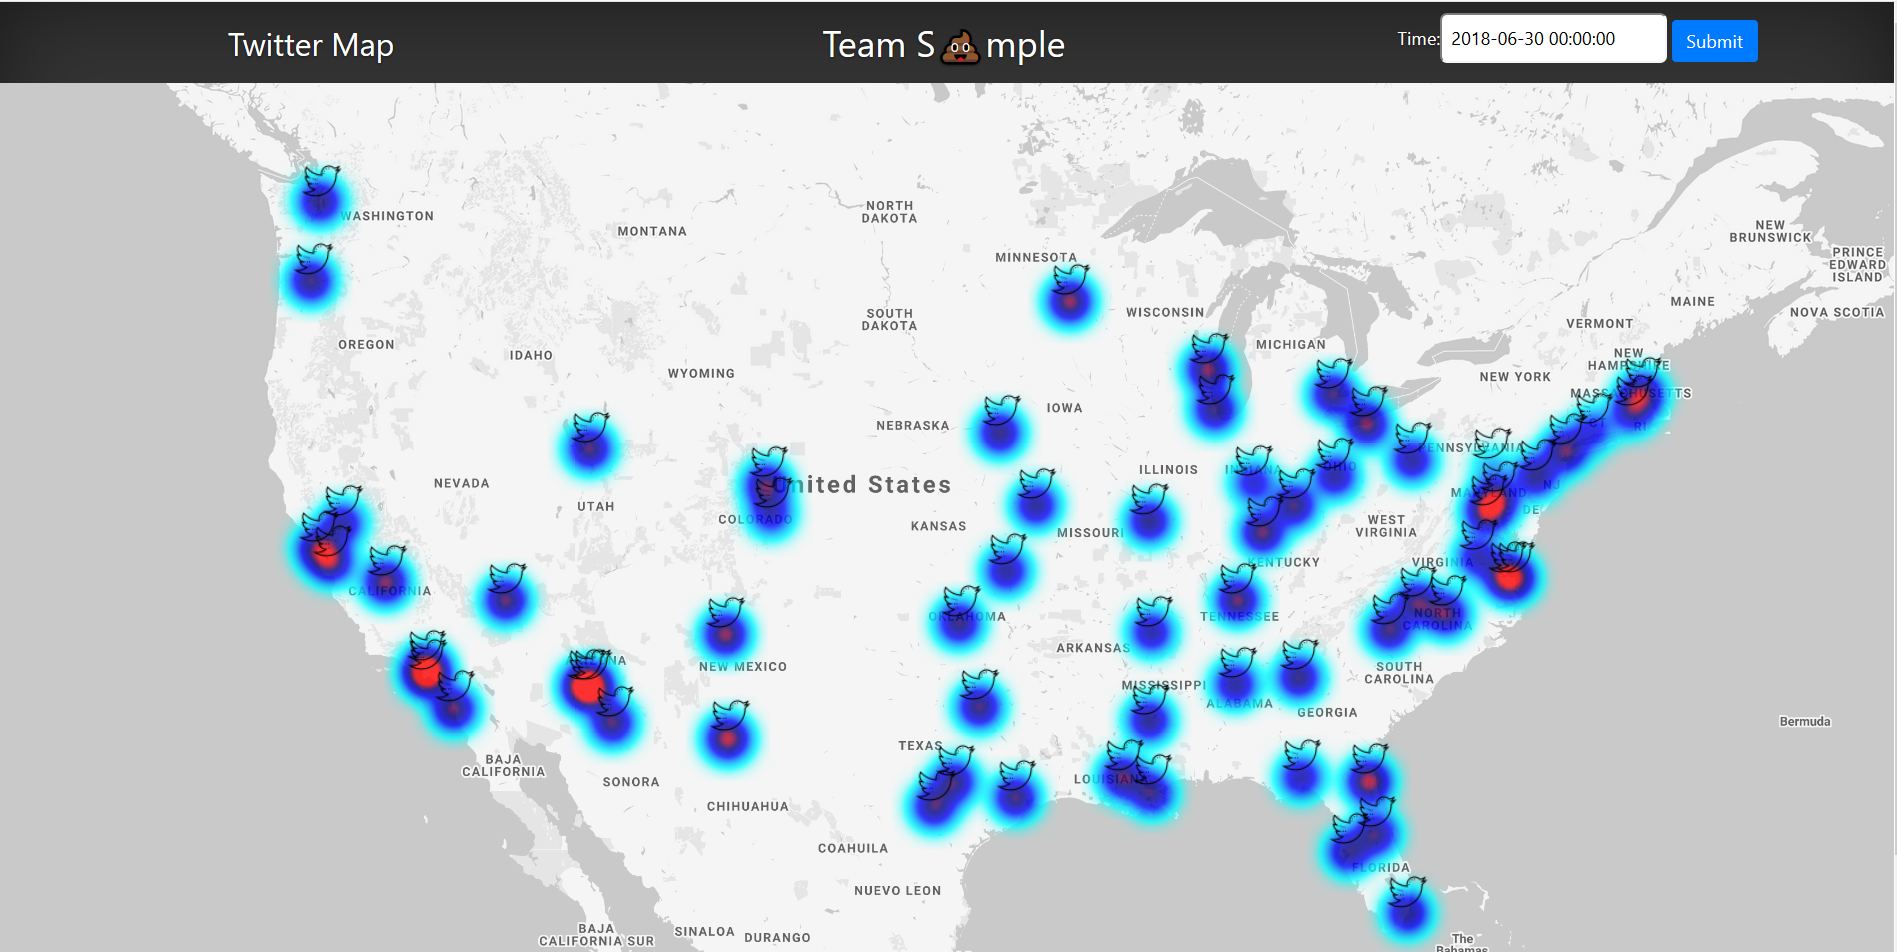 Twitter Map
Team S💩mple
Time:
2018-06-30 00:00:00
Submit
WASHINGTON
MONTANA
NORTH
DAKOTA
MINNESOTA
NEW
BRUNSWICK
PRINCE
EDWARD
ISLAND
OREGON
IDAHO
WYOMING
SOUTH
DAKOTA
WISCONSIN
MICHIGAN
VERMONT
MAINE
NOVA SCOTIA
NEW
HAMPSHIRE
NEW YORK
MASSACHUSETTS
CT
RI
NEBRASKA
IOWA
PENNSYLVANIA
NEVADA
UTAH
COLORADO
United States
KANSAS
MISSOURI
ILLINOIS
INDIANA
OHIO
MARYLAND
NJ
DE
WEST
VIRGINIA
KENTUCKY
VIRGINIA
CALIFORNIA
ARIZONA
NEW MEXICO
OKLAHOMA
ARKANSAS
TENNESSEE
NORTH
CAROLINA
SOUTH
CAROLINA
MISSISSIPPI
ALABAMA
GEORGIA
Bermuda
TEXAS
LOUISIANA
BAJA
CALIFORNIA
SONORA
CHIHUAHUA
COAHUILA
NUEVO LEON
FLORIDA
BAJA
CALIFORNIA SUR
SINALOA
DURANGO
The
Bahamas